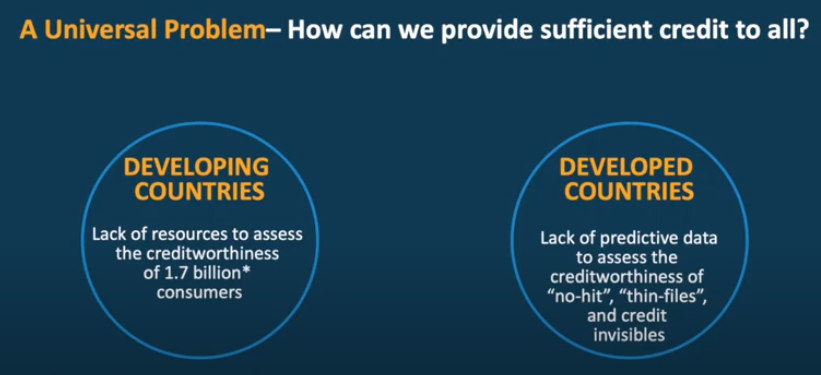 A Universal Problem– How can we provide sufficient credit to all?
DEVELOPING
COUNTRIES
Lack of resources to assess
the creditworthiness
of 1.7 billion*
consumers
DEVELOPED
COUNTRIES
Lack of predictive data
to assess the
creditworthiness of
“no-hit”, “thin-files”,
and credit
invisibles